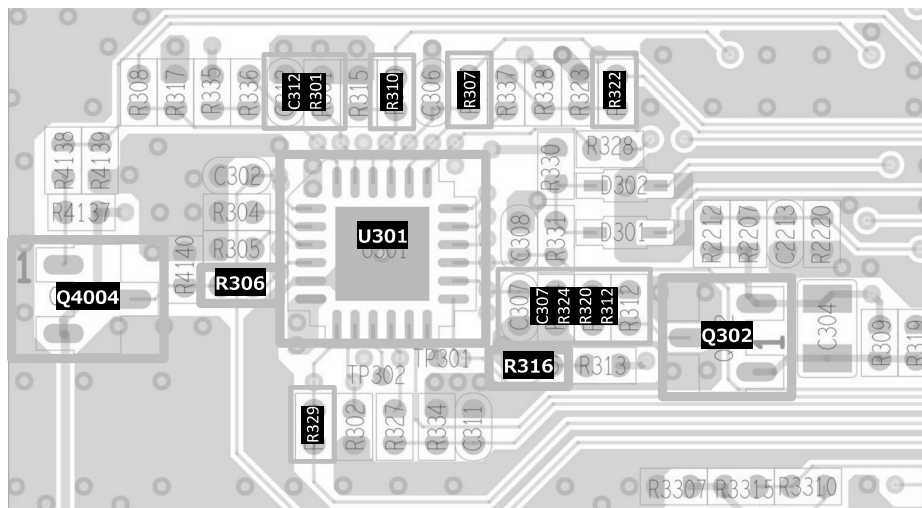 R308 R317 R335 R336 C312 R301 R315 R310 C306 R307 R337 R338 R323 R322
R4138 R4139 R330 R328
C302 D302
R4137 R304 U301 C308 R331 D301 R2212 R2207 C2213 R2220
1 R4140 R305
Q4004 R306 C307 R324 R320 R312 Q302 1 C304 R309
TP301 R316 R313
TP302
R329 R302 R327 R334 C311
R3307 R3315 R3310